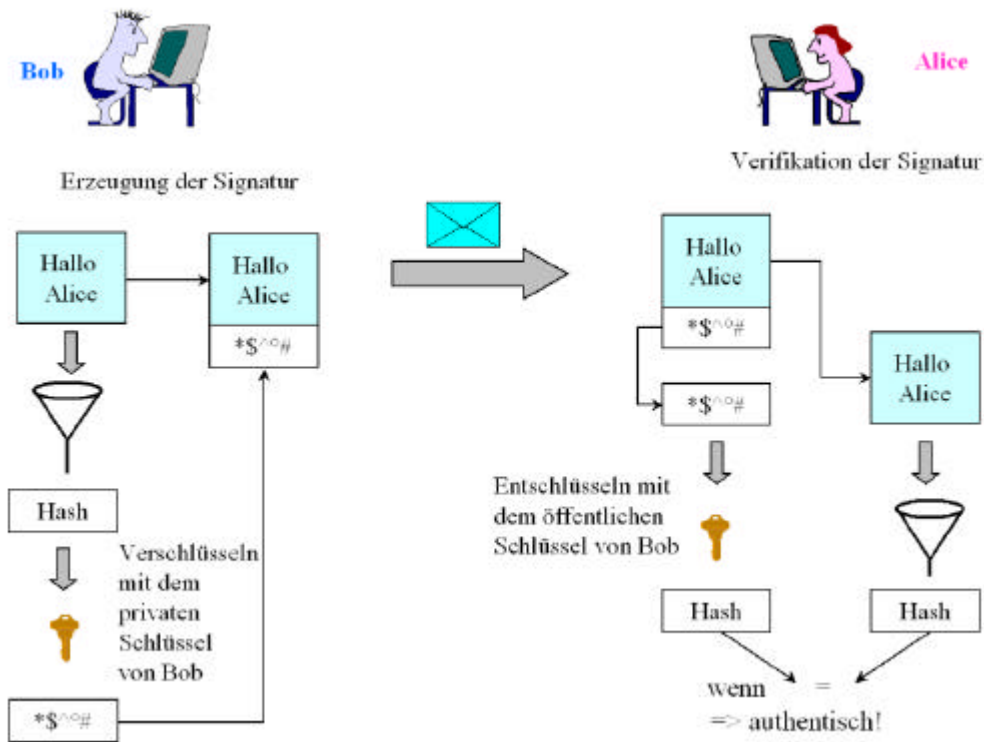 Bob
Alice
Erzeugung der Signatur
Verifikation der Signatur
Hallo
Alice
Hallo
Alice
*$^o#
Hash
Verschlüsseln
mit dem
privaten
Schlüssel
von Bob
*$^o#
Hallo
Alice
*$^o#
*$^o#
Hallo
Alice
Entschlüsseln mit
dem öffentlichen
Schlüssel von Bob
Hash
Hash
wenn =
=> authentisch!